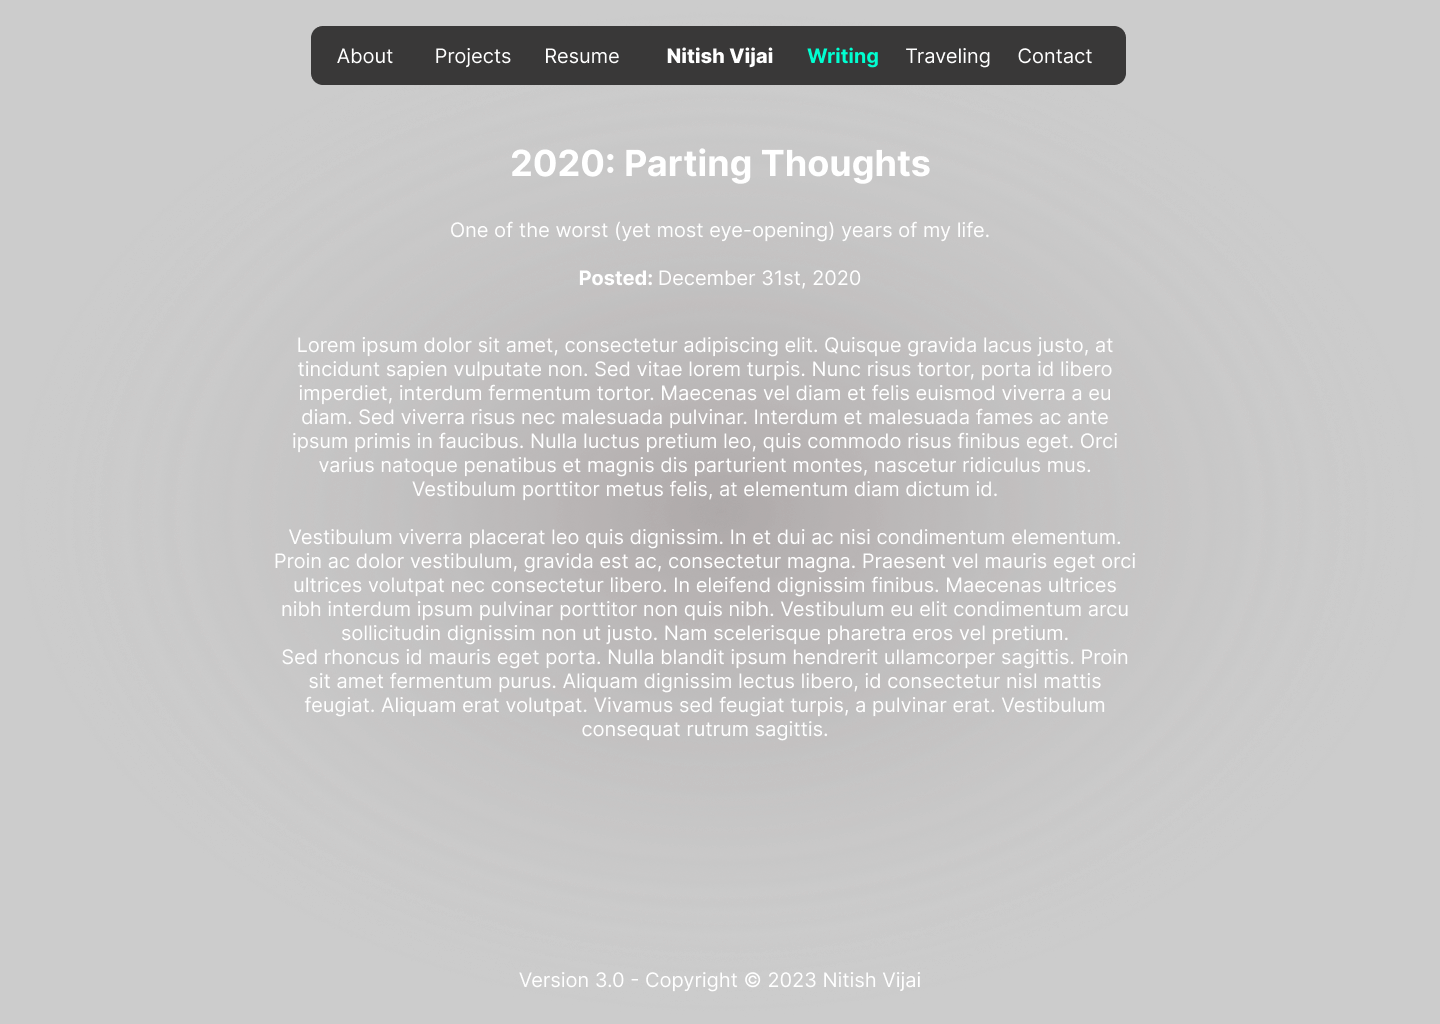 About Projects Resume Nitish Vijai Writing Traveling Contact
2020: Parting Thoughts
One of the worst (yet most eye-opening) years of my life.
Posted: December 31st, 2020
Lorem ipsum dolor sit amet, consectetur adipiscing elit. Quisque gravida lacus justo, at
tincidunt sapien vulputate non. Sed vitae lorem turpis. Nunc risus tortor, porta id libero
imperdiet, interdum fermentum tortor. Maecenas vel diam et felis euismod viverra a eu
diam. Sed viverra risus nec malesuada pulvinar. Interdum et malesuada fames ac ante
ipsum primis in faucibus. Nulla luctus pretium leo, quis commodo risus finibus eget. Orci
varius natoque penatibus et magnis dis parturient montes, nascetur ridiculus mus.
Vestibulum porttitor metus felis, at elementum diam dictum id.
Vestibulum viverra placerat leo quis dignissim. In et dui ac nisi condimentum elementum.
Proin ac dolor vestibulum, gravida est ac, consectetur magna. Praesent vel mauris eget orci
ultrices volutpat nec consectetur libero. In eleifend dignissim finibus. Maecenas ultrices
nibh interdum ipsum pulvinar porttitor non quis nibh. Vestibulum eu elit condimentum arcu
sollicitudin dignissim non ut justo. Nam scelerisque pharetra eros vel pretium.
Sed rhoncus id mauris eget porta. Nulla blandit ipsum hendrerit ullamcorper sagittis. Proin
sit amet fermentum purus. Aliquam dignissim lectus libero, id consectetur nisl mattis
feugiat. Aliquam erat volutpat. Vivamus sed feugiat turpis, a pulvinar erat. Vestibulum
consequat rutrum sagittis.
Version 3.0 - Copyright © 2023 Nitish Vijai